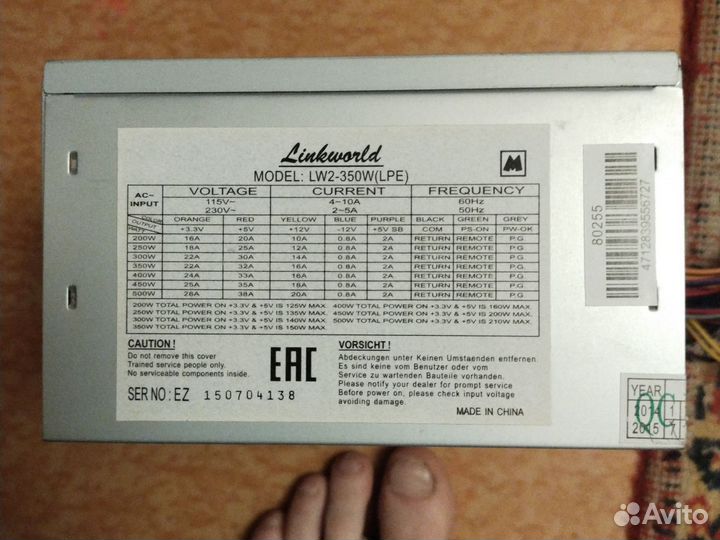 Linkworld
MODEL: LW2-350W(LPE)
M
AC-INPUT VOLTAGE CURRENT FREQUENCY
115V~ 4-10A 60Hz
230V~ 2-5A 50Hz
COLOR ORANGE RED YELLOW BLUE PURPLE BLACK GREEN GREY
WATT OUTPUT +3.3V +5V +12V -12V +5V SB COM PS-ON PW-OK
200W 16A 20A 10A 0.8A 2A RETURN REMOTE P.G.
250W 18A 25A 12A 0.8A 2A RETURN REMOTE P.G.
300W 22A 30A 14A 0.8A 2A RETURN REMOTE P.G.
350W 22A 32A 16A 0.8A 2A RETURN REMOTE P.G.
400W 24A 33A 16A 0.8A 2A RETURN REMOTE P.G.
450W 25A 35A 18A 0.8A 2A RETURN REMOTE P.G.
500W 26A 38A 20A 0.8A 2A RETURN REMOTE P.G.
200W TOTAL POWER ON +3.3V & +5V IS 125W MAX. 400W TOTAL POWER ON +3.3V & +5V IS 160W MAX.
250W TOTAL POWER ON +3.3V & +5V IS 135W MAX. 450W TOTAL POWER ON +3.3V & +5V IS 200W MAX.
300W TOTAL POWER ON +3.3V & +5V IS 140W MAX. 500W TOTAL POWER ON +3.3V & +5V IS 210W MAX.
350W TOTAL POWER ON +3.3V & +5V IS 150W MAX.
CAUTION !
Do not remove this cover
Trained service people only.
No serviceable components inside.
SER NO: EZ 150704138
EAC
VORSICHT !
Abdeckungen unter Keinen Umstaenden entfernen.
Es sind keine vom Benutzer oder vom
Service zu wartenden Bauteile vorhanden
Please notify your dealer for prompt service
Before power on, please check input voltage
avoiding damage.
MADE IN CHINA
80255
4712839556727
YEAR
2014 1
2015 7
QC
Avito